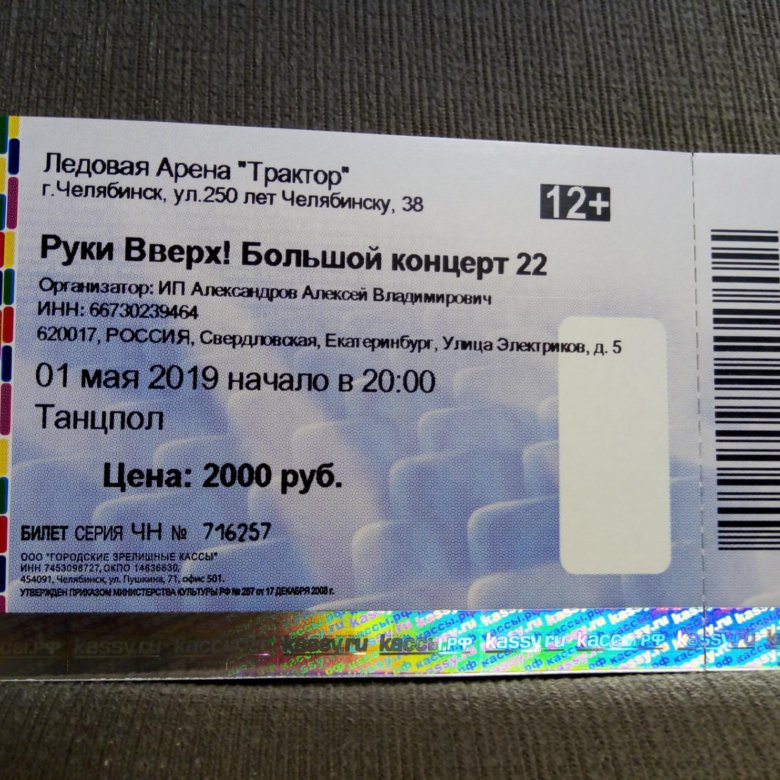 Ледовая Арена "Трактор"
г.Челябинск, ул.250 лет Челябинску, 38
12+
Руки Вверх! Большой концерт 22
Организатор: ИП Александров Алексей Владимирович
ИНН: 66730239464
620017, РОССИЯ, Свердловская, Екатеринбург, Улица Электриков, д. 5
01 мая 2019 начало в 20:00
Танцпол
Цена: 2000 руб.
БИЛЕТ СЕРИЯ ЧН № 716257
ООО "ГОРОДСКИЕ ЗРЕЛИЩНЫЕ КАССЫ"
ИНН 7453098727, ОКПО 14636830,
454091, Челябинск, ул. Пушкина, 71, офис 501.
УТВЕРЖДЕН ПРИКАЗОМ МИНИСТЕРСТВА КУЛЬТУРЫ РФ № 257 от 17 ДЕКАБРЯ 2008 г.
kassy.ru кассы.рф kassy.ru кассы.рф kassy.ru кассы.рф